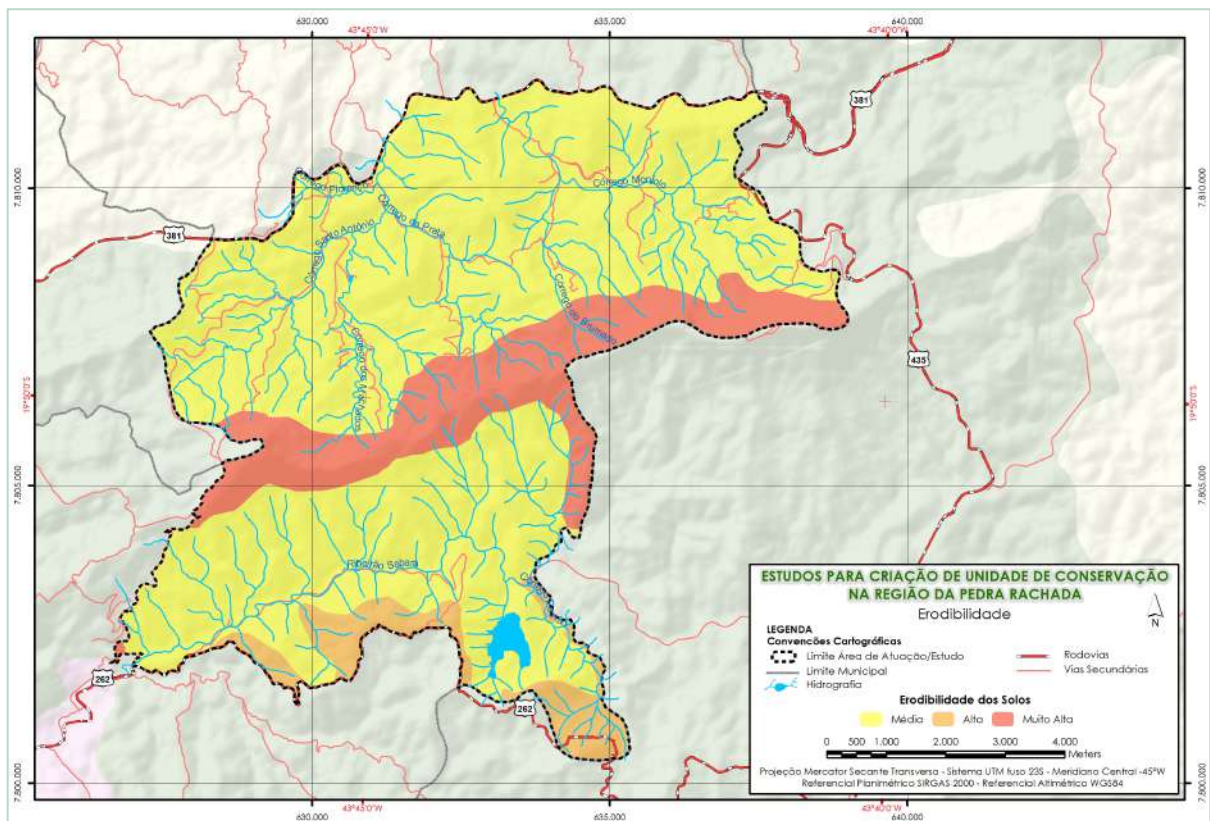 630.000
635.000
640.000
43°45'0"W
43°40'0"W
381
7.810.000
7.810.000
Córrego Monjolo
Córrego do Preta
Córrego Santo Antônio
381
Córrego do Brumado
Córrego dos
435
19°50'0"S
19°50'0"S
7.805.000
7.805.000
Ribeirão Sabará
262
262
ESTUDOS PARA CRIAÇÃO DE UNIDADE DE CONSERVAÇÃO
NA REGIÃO DA PEDRA RACHADA
Erodibilidade
N
LEGENDA
Convenções Cartográficas
Limite Área de Atuação/Estudo
Rodovias
Limite Municipal
Vias Secundárias
Hidrografia
Erodibilidade dos Solos
Média
Alta
Muito Alta
0 500 1.000 2.000 3.000 4.000
Meters
Projeção Mercator Secante Transversa - Sistema UTM fuso 23S - Meridiano Central -45°W
Referencial Planimétrico SIRGAS 2000 - Referencial Altimétrico WGS84
7.800.000
7.800.000
43°45'0"W
43°40'0"W
630.000
635.000
640.000